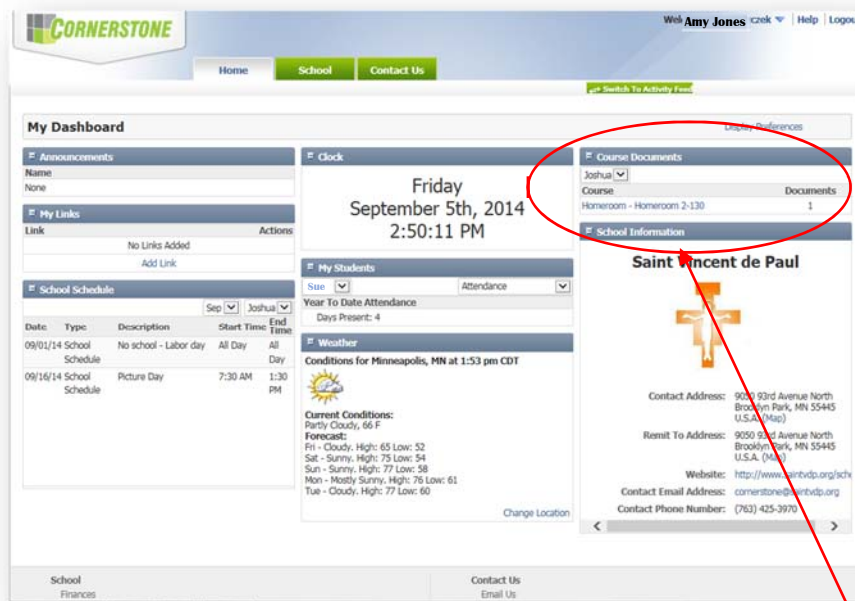 CORNERSTONE
Amy Jones czek Help Logou
Home School Contact Us
Switch To Activity Feed
My Dashboard
Display Preferences
Announcements
Name
None
My Links
Link Actions
No Links Added
Add Link
School Schedule
Sep Joshua
Date Type Description Start Time End Time
09/01/14 School Schedule No school - Labor day All Day All Day
09/16/14 School Schedule Picture Day 7:30 AM 1:30 PM
Clock
Friday
September 5th, 2014
2:50:11 PM
My Students
Sue Attendance
Year To Date Attendance
Days Present: 4
Weather
Conditions for Minneapolis, MN at 1:53 pm CDT
Current Conditions:
Partly Cloudy, 66 F
Forecast:
Fri - Cloudy. High: 65 Low: 52
Sat - Sunny. High: 75 Low: 54
Sun - Sunny. High: 77 Low: 58
Mon - Mostly Sunny. High: 76 Low: 61
Tue - Cloudy. High: 77 Low: 60
Change Location
Course Documents
Joshua
Course Documents
Homeroom - Homeroom 2-130 1
School Information
Saint Vincent de Paul
Contact Address: 9050 93rd Avenue North
Brooklyn Park, MN 55445
U.S.A. (Map)
Remit To Address: 9050 93rd Avenue North
Brooklyn Park, MN 55445
U.S.A. (Map)
Website: http://www.saintvdp.org/sch
Contact Email Address: cornerstone@saintvdp.org
Contact Phone Number: (763) 425-3970
School
Finances
Contact Us
Email Us